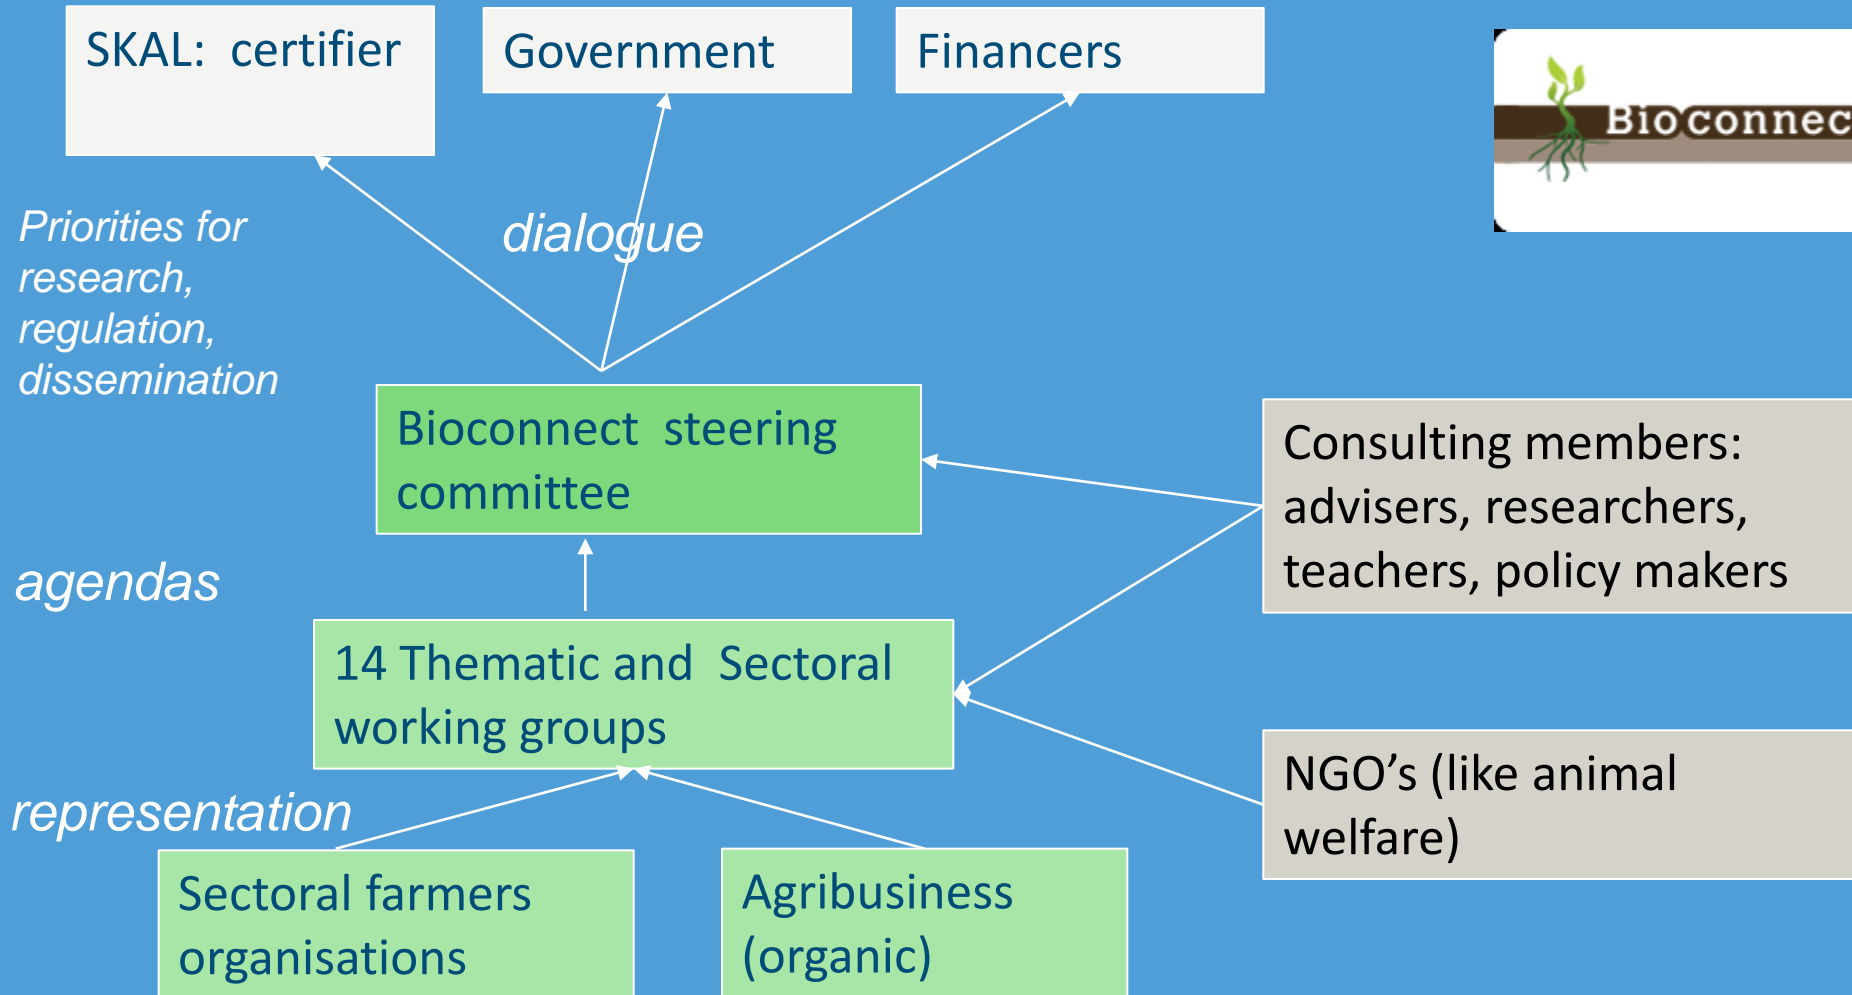 SKAL:  certifier
Government
Financers
Bioconnec
Priorities for
research,
regulation,
dissemination
dialogue
Bioconnect  steering
committee
Consulting members:
advisers, researchers,
teachers, policy makers
agendas
14 Thematic and  Sectoral
working groups
NGO’s (like animal
welfare)
representation
Sectoral farmers
organisations
Agribusiness
(organic)